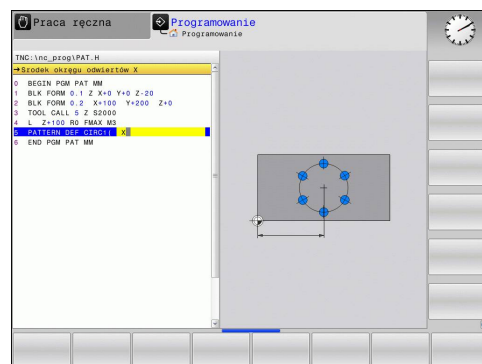 Praca ręczna
Programowanie
Programowanie
TNC:\nc_prog\PAT.H
→Srodek okręgu odwiertów X
0 BEGIN PGM PAT MM
1 BLK FORM 0.1 Z X+0 Y+0 Z-20
2 BLK FORM 0.2 X+100 Y+200 Z+0
3 TOOL CALL 5 Z S2000
4 L Z+100 R0 FMAX M3
5 PATTERN DEF CIRC1( X
6 END PGM PAT MM